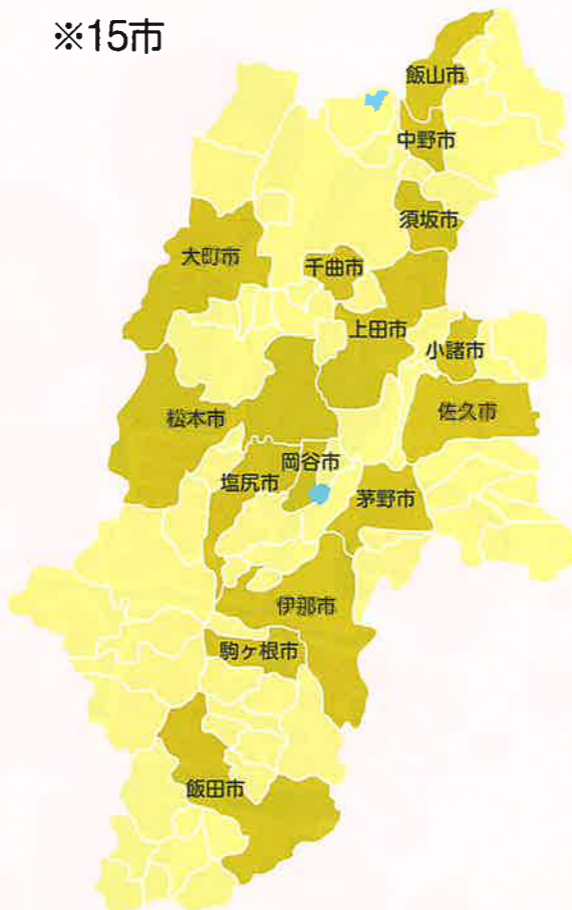 ※15市
飯山市
中野市
須坂市
大町市
千曲市
上田市
小諸市
佐久市
松本市
岡谷市
塩尻市
茅野市
伊那市
駒ヶ根市
飯田市